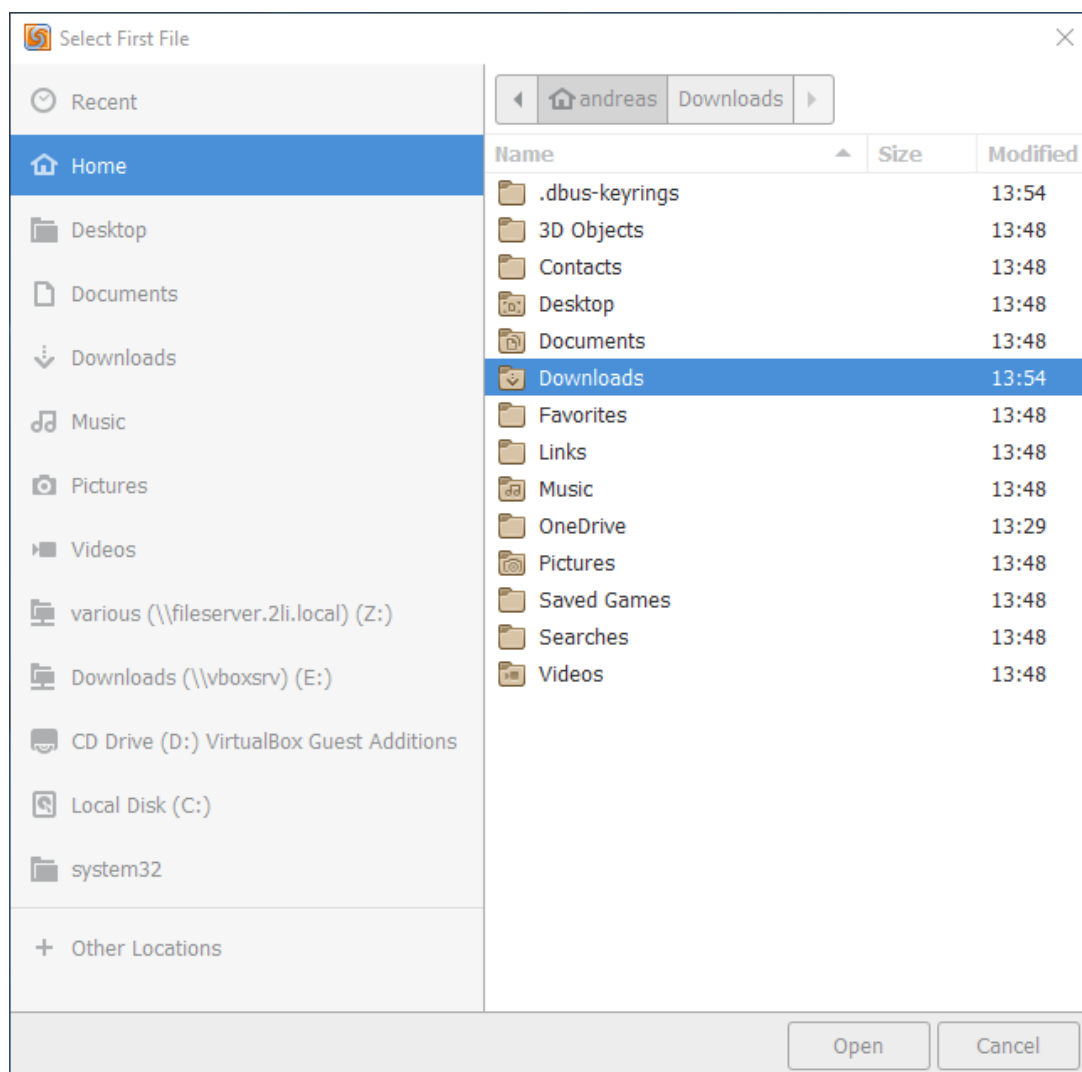 Select First File
Recent
Home
Desktop
Documents
Downloads
Music
Pictures
Videos
various (\\fileserver.2li.local) (Z:)
Downloads (\\vboxsrv) (E:)
CD Drive (D:) VirtualBox Guest Additions
Local Disk (C:)
system32
Other Locations
andreas Downloads
Name Size Modified
.dbus-keyrings 13:54
3D Objects 13:48
Contacts 13:48
Desktop 13:48
Documents 13:48
Downloads 13:54
Favorites 13:48
Links 13:48
Music 13:48
OneDrive 13:29
Pictures 13:48
Saved Games 13:48
Searches 13:48
Videos 13:48
Open Cancel